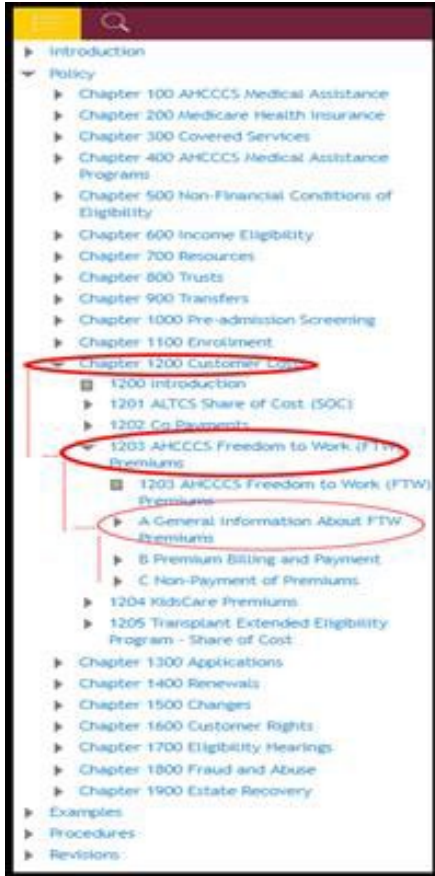 Introduction
Policy
Chapter 100 AHCCCS Medical Assistance
Chapter 200 Medicare Health Insurance
Chapter 300 Covered Services
Chapter 400 AHCCCS Medical Assistance
Programs
Chapter 500 Non-Financial Conditions of
Eligibility
Chapter 600 Income Eligibility
Chapter 700 Resources
Chapter 800 Trusts
Chapter 900 Transfers
Chapter 1000 Pre-admission Screening
Chapter 1100 Enrollment
Chapter 1200 Customer Costs
1200 Introduction
1201 ALTCS Share of Cost (SOC)
1202 Co Payments
1203 AHCCCS Freedom to Work (FTW)
Premiums
1203 AHCCCS Freedom to Work (FTW)
Premiums
A General Information About FTW
Premiums
B Premium Billing and Payment
C Non-Payment of Premiums
1204 KidsCare Premiums
1205 Transplant Extended Eligibility
Program - Share of Cost
Chapter 1300 Applications
Chapter 1400 Renewals
Chapter 1500 Changes
Chapter 1600 Customer Rights
Chapter 1700 Eligibility Hearings
Chapter 1800 Fraud and Abuse
Chapter 1900 Estate Recovery
Examples
Procedures
Revisions